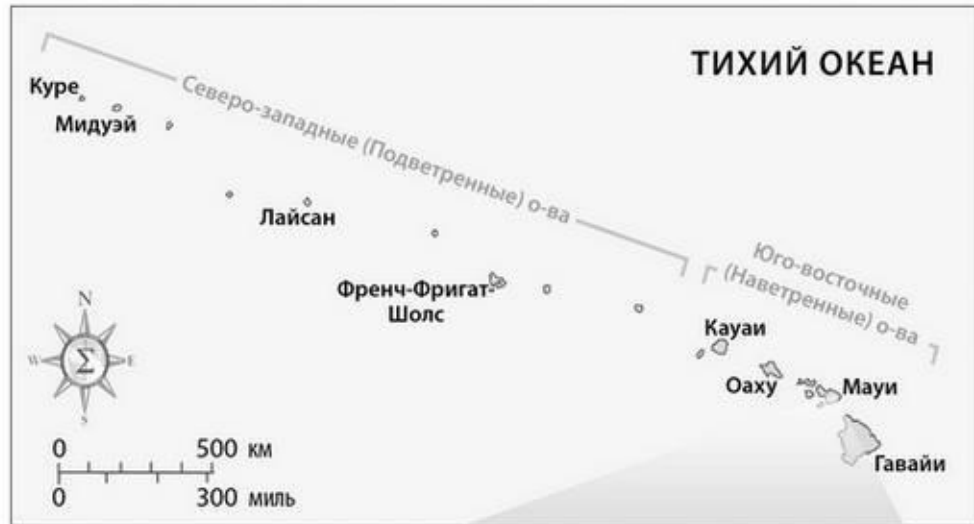 ТИХИЙ ОКЕАН
Куре
Мидуэй
Северо-западные (Подветренные) о-ва
Лайсан
Френч-Фригат-
Шолс
Юго-восточные
(Наветренные) о-ва
Кауаи
Оаху
Мауи
Гавайи
N
W
Σ
E
S
0 500 км
0 300 миль